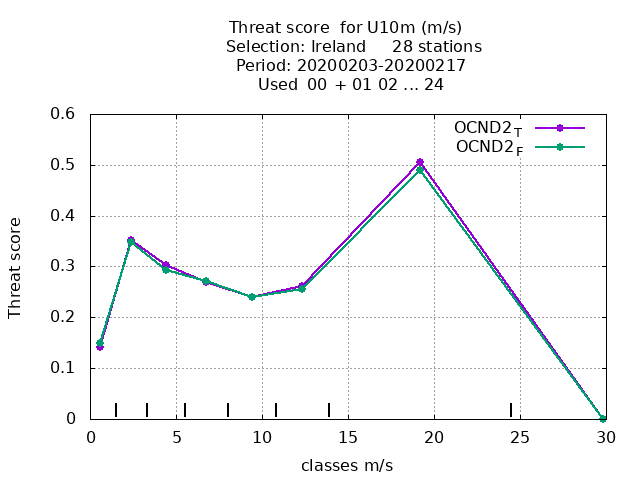 Threat score  for U10m (m/s)
Selection: Ireland     28 stations
Period: 20200203-20200217
Used  00  + 01 02 ... 24
OCND2T
OCND2F
0.6
0.5
0.4
0.3
0.2
0.1
0
Threat score
0 5 10 15 20 25 30
classes m/s